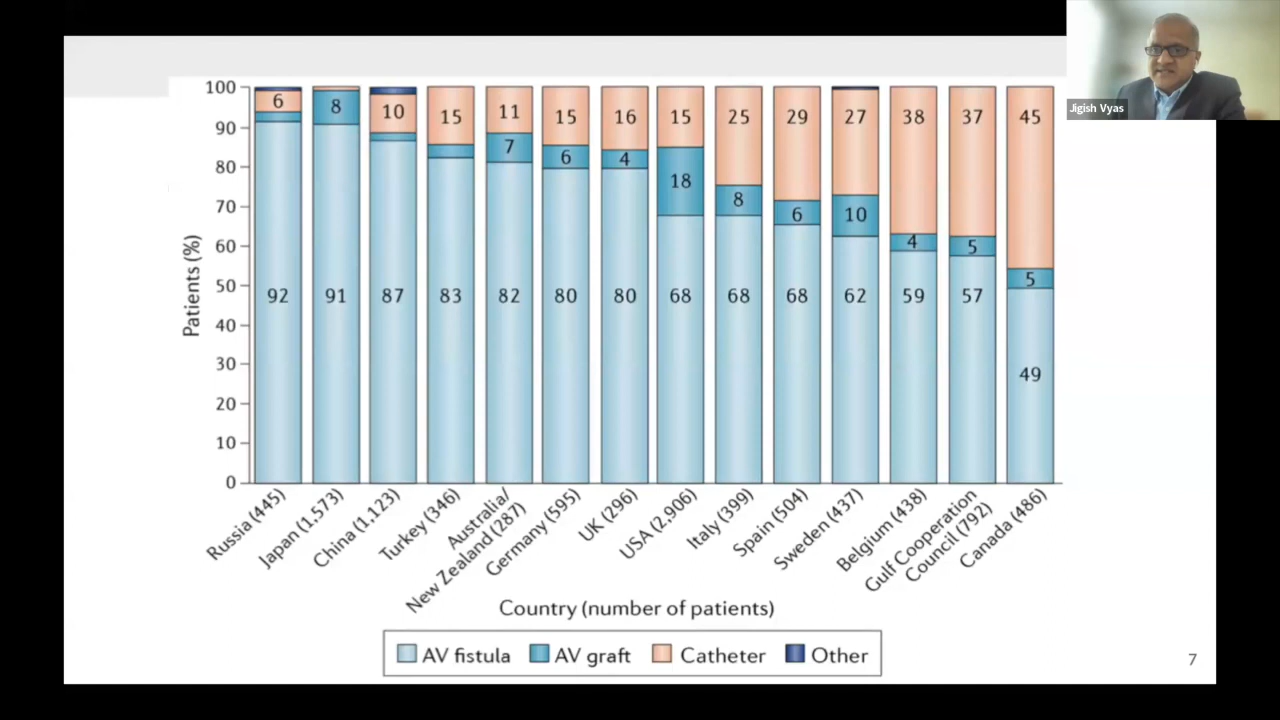 Jigish Vyas
Patients (%)
100
90
80
70
60
50
40
30
20
10
0
6
92
8
91
10
87
15
83
11
7
82
15
6
80
16
4
80
15
18
68
25
8
68
29
6
68
27
10
62
38
4
59
37
5
57
45
5
49
Russia (445)
Japan (1,573)
China (1,123)
Turkey (346)
Australia/
New Zealand (287)
Germany (595)
UK (296)
USA (2,906)
Italy (399)
Spain (504)
Sweden (437)
Belgium (438)
Gulf Cooperation
Council (792)
Canada (486)
Country (number of patients)
AV fistula AV graft Catheter Other
7